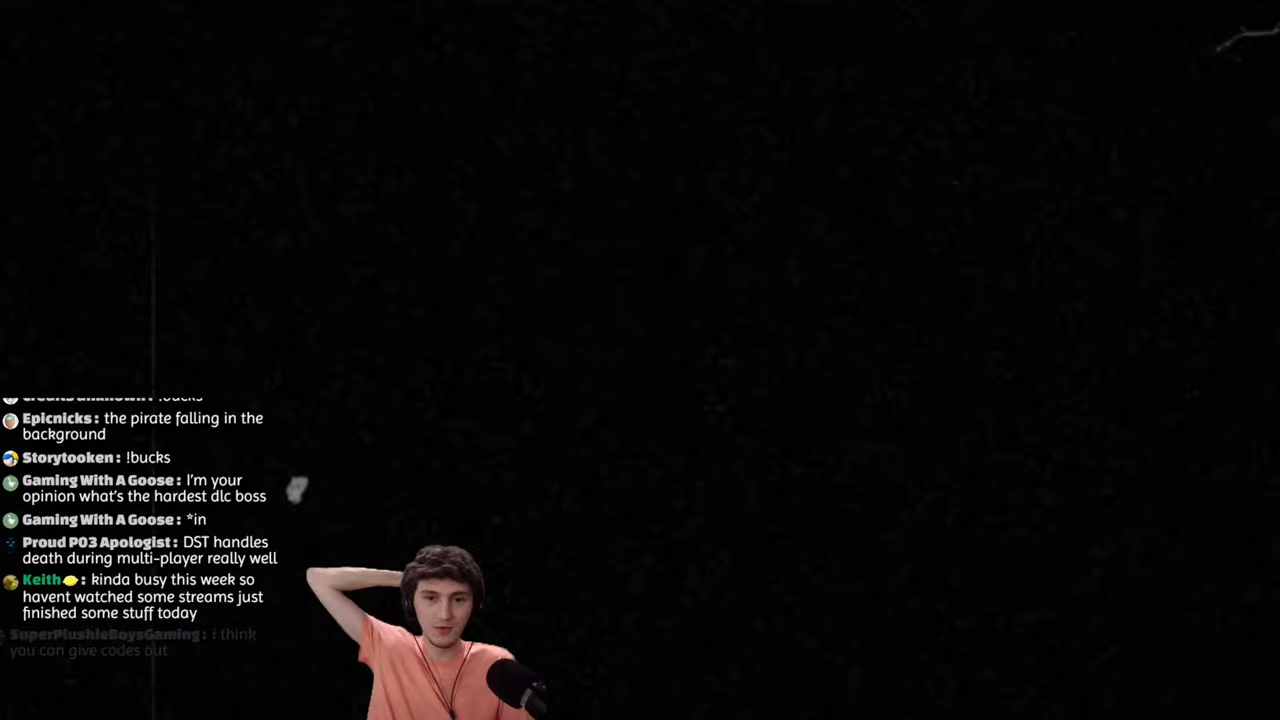 Epicnicks : the pirate falling in the
background
Storytooken : !bucks
Gaming With A Goose : I'm your
opinion what's the hardest dlc boss
Gaming With A Goose : *in
Proud P03 Apologist : DST handles
death during multi-player really well
Keith🍋 : kinda busy this week so
havent watched some streams just
finished some stuff today
SuperPlushieBoysGaming : i think
you can give codes out